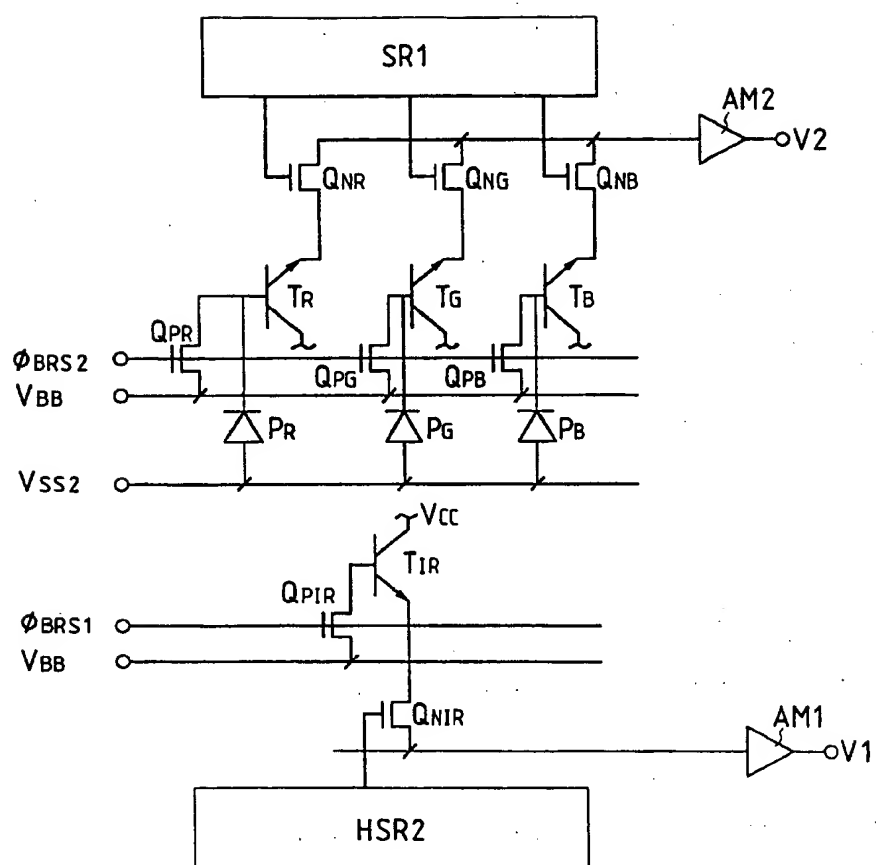 SR1
AM2
V2
QNR
QNG
QNB
TR
TG
TB
QPR
ϕBRS2
QPG
QPB
VBB
PR
PG
PB
VSS2
VCC
TIR
QPIR
ϕBRS1
VBB
QNIR
AM1
V1
HSR2